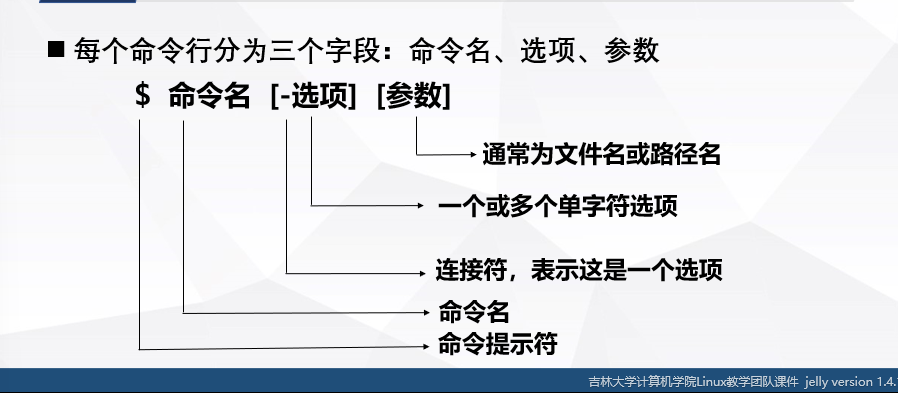 ■ 每个命令行分为三个字段：命令名、选项、参数
$ 命令名 [-选项] [参数]
通常为文件名或路径名
一个或多个单字符选项
连接符，表示这是一个选项
命令名
命令提示符
吉林大学计算机学院Linux教学团队课件 jelly version 1.4.